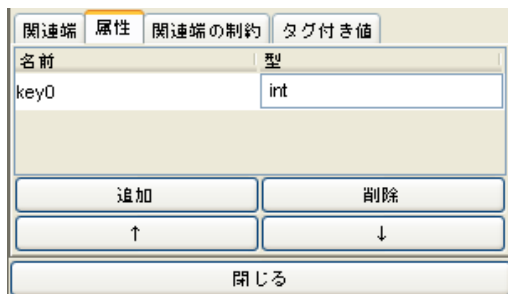 関連端 属性 関連端の制約 タグ付き値
名前 型
key0 int
追加 削除
↑ ↓
閉じる